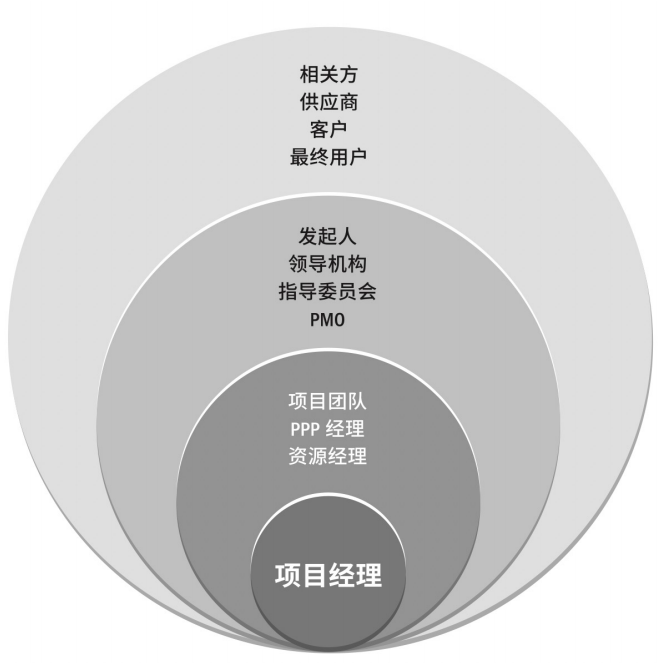 相关方
供应商
客户
最终用户
发起人
领导机构
指导委员会
PMO
项目团队
PPP 经理
资源经理
项目经理